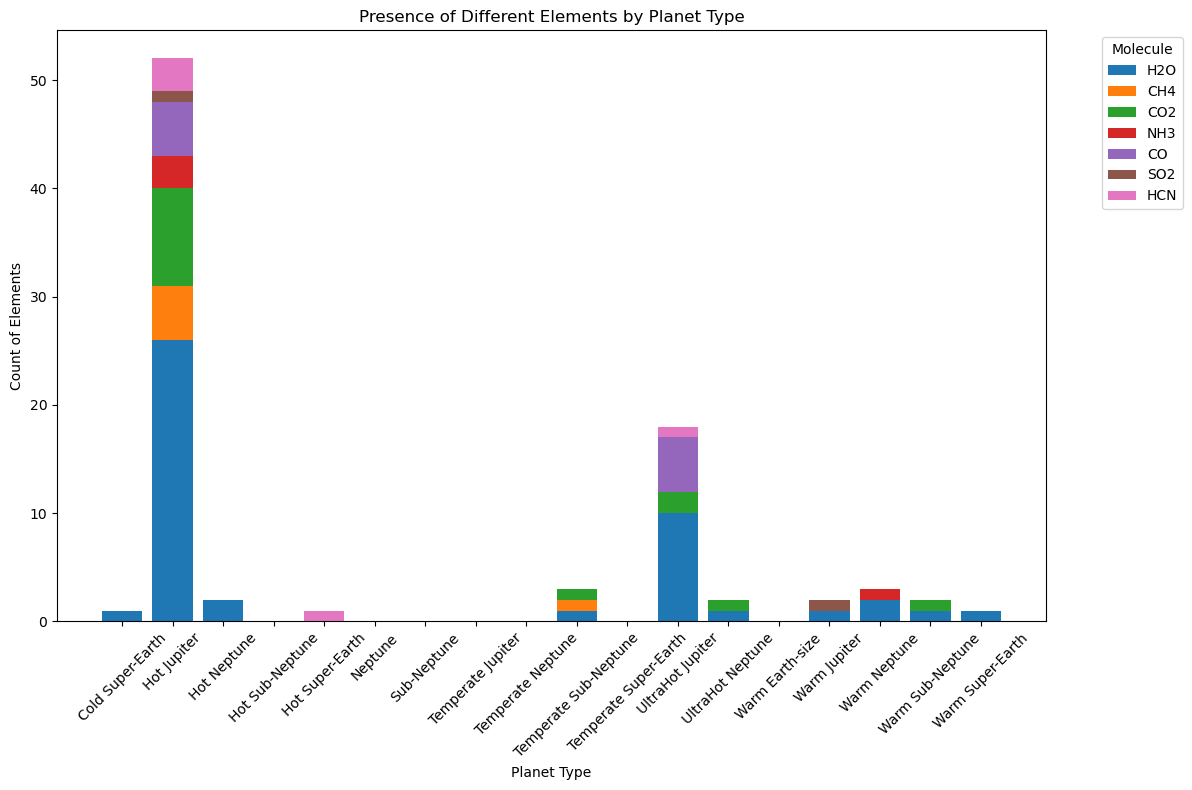 Presence of Different Elements by Planet Type
Molecule
H2O
CH4
CO2
NH3
CO
SO2
HCN
Count of Elements
50
40
30
20
10
0
Cold Super-Earth
Hot Jupiter
Hot Neptune
Hot Sub-Neptune
Hot Super-Earth
Neptune
Sub-Neptune
Temperate Jupiter
Temperate Neptune
Temperate Sub-Neptune
Temperate Super-Earth
UltraHot Jupiter
UltraHot Neptune
Warm Earth-size
Warm Jupiter
Warm Neptune
Warm Sub-Neptune
Warm Super-Earth
Planet Type